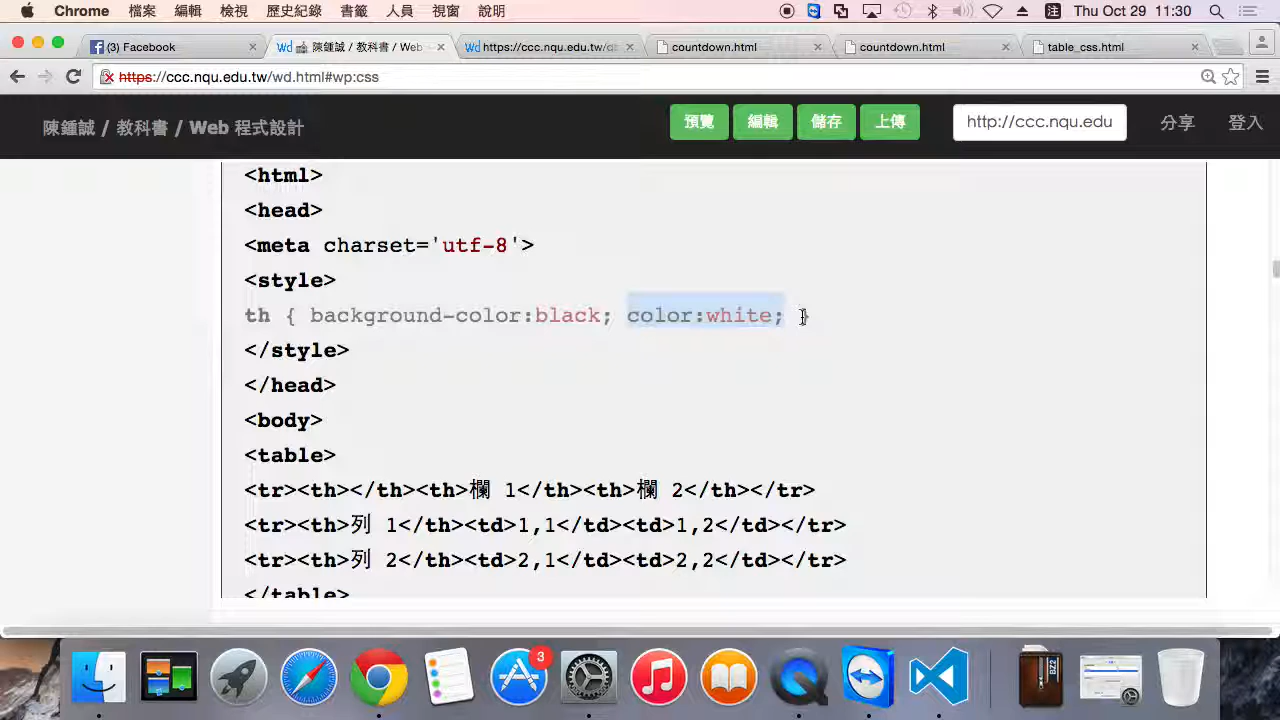 Chrome 檔案 編輯 檢視 歷史紀錄 書籤 人員 視窗 說明 Thu Oct 29 11:30
(3) Facebook
陳鍾誠 / 教科書 / Web
https://ccc.nqu.edu.tw/d
countdown.html
countdown.html
table_css.html
https://ccc.nqu.edu.tw/wd.html#wp:css
陳鍾誠 / 教科書 / Web 程式設計 預覽 編輯 儲存 上傳 http://ccc.nqu.edu 分享 登入
<html>
<head>
<meta charset='utf-8'>
<style>
th { background-color:black; color:white; }
</style>
</head>
<body>
<table>
<tr><th></th><th>欄 1</th><th>欄 2</th></tr>
<tr><th>列 1</th><td>1,1</td><td>1,2</td></tr>
<tr><th>列 2</th><td>2,1</td><td>2,2</td></tr>
</table>
3